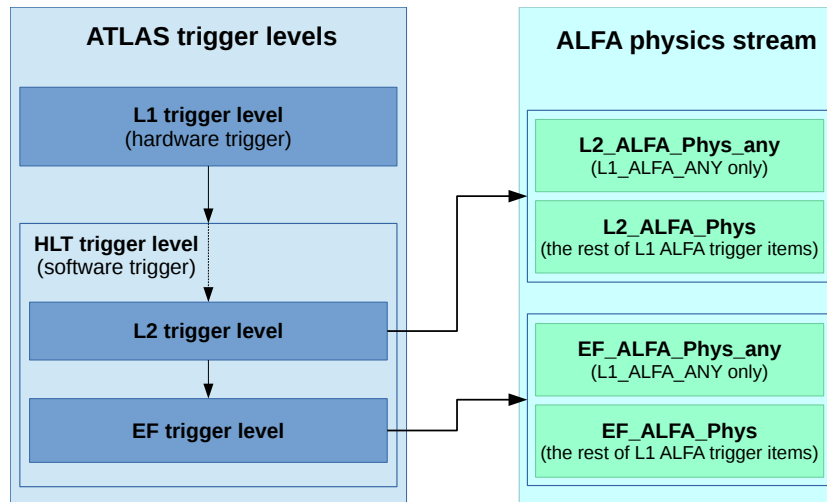 ATLAS trigger levels
L1 trigger level
(hardware trigger)
HLT trigger level
(software trigger)
L2 trigger level
EF trigger level
ALFA physics stream
L2_ALFA_Phys_any
(L1_ALFA_ANY only)
L2_ALFA_Phys
(the rest of L1 ALFA trigger items)
EF_ALFA_Phys_any
(L1_ALFA_ANY only)
EF_ALFA_Phys
(the rest of L1 ALFA trigger items)